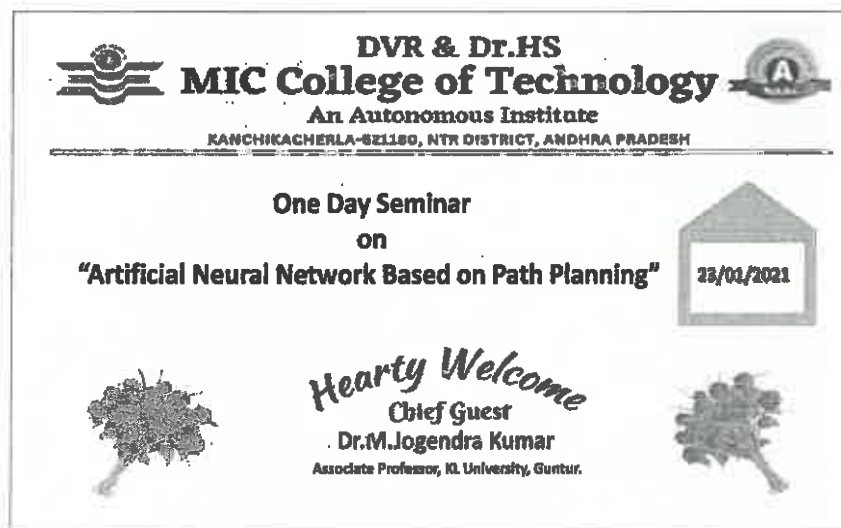 DVR & Dr.HS
MIC College of Technology
An Autonomous Institute
KANCHIKACHERLA-521180, NTR DISTRICT, ANDHRA PRADESH
A
One Day Seminar
on
"Artificial Neural Network Based on Path Planning"
23/01/2021
Hearty Welcome
Chief Guest
Dr.M.Jogendra Kumar
Associate Professor, KL University, Guntur.